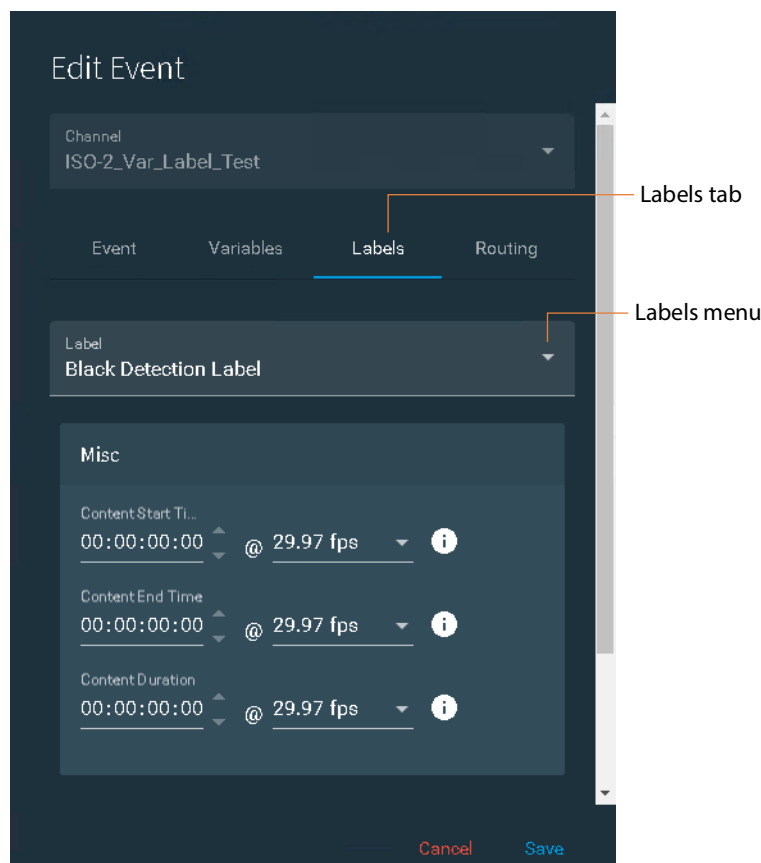 Edit Event
Channel
ISO-2_Var_Label_Test
Labels tab
Event Variables Labels Routing
Labels menu
Label
Black Detection Label
Misc
Content Start Ti...
00:00:00:00 @ 29.97 fps i
Content End Time
00:00:00:00 @ 29.97 fps i
Content Duration
00:00:00:00 @ 29.97 fps i
Cancel Save